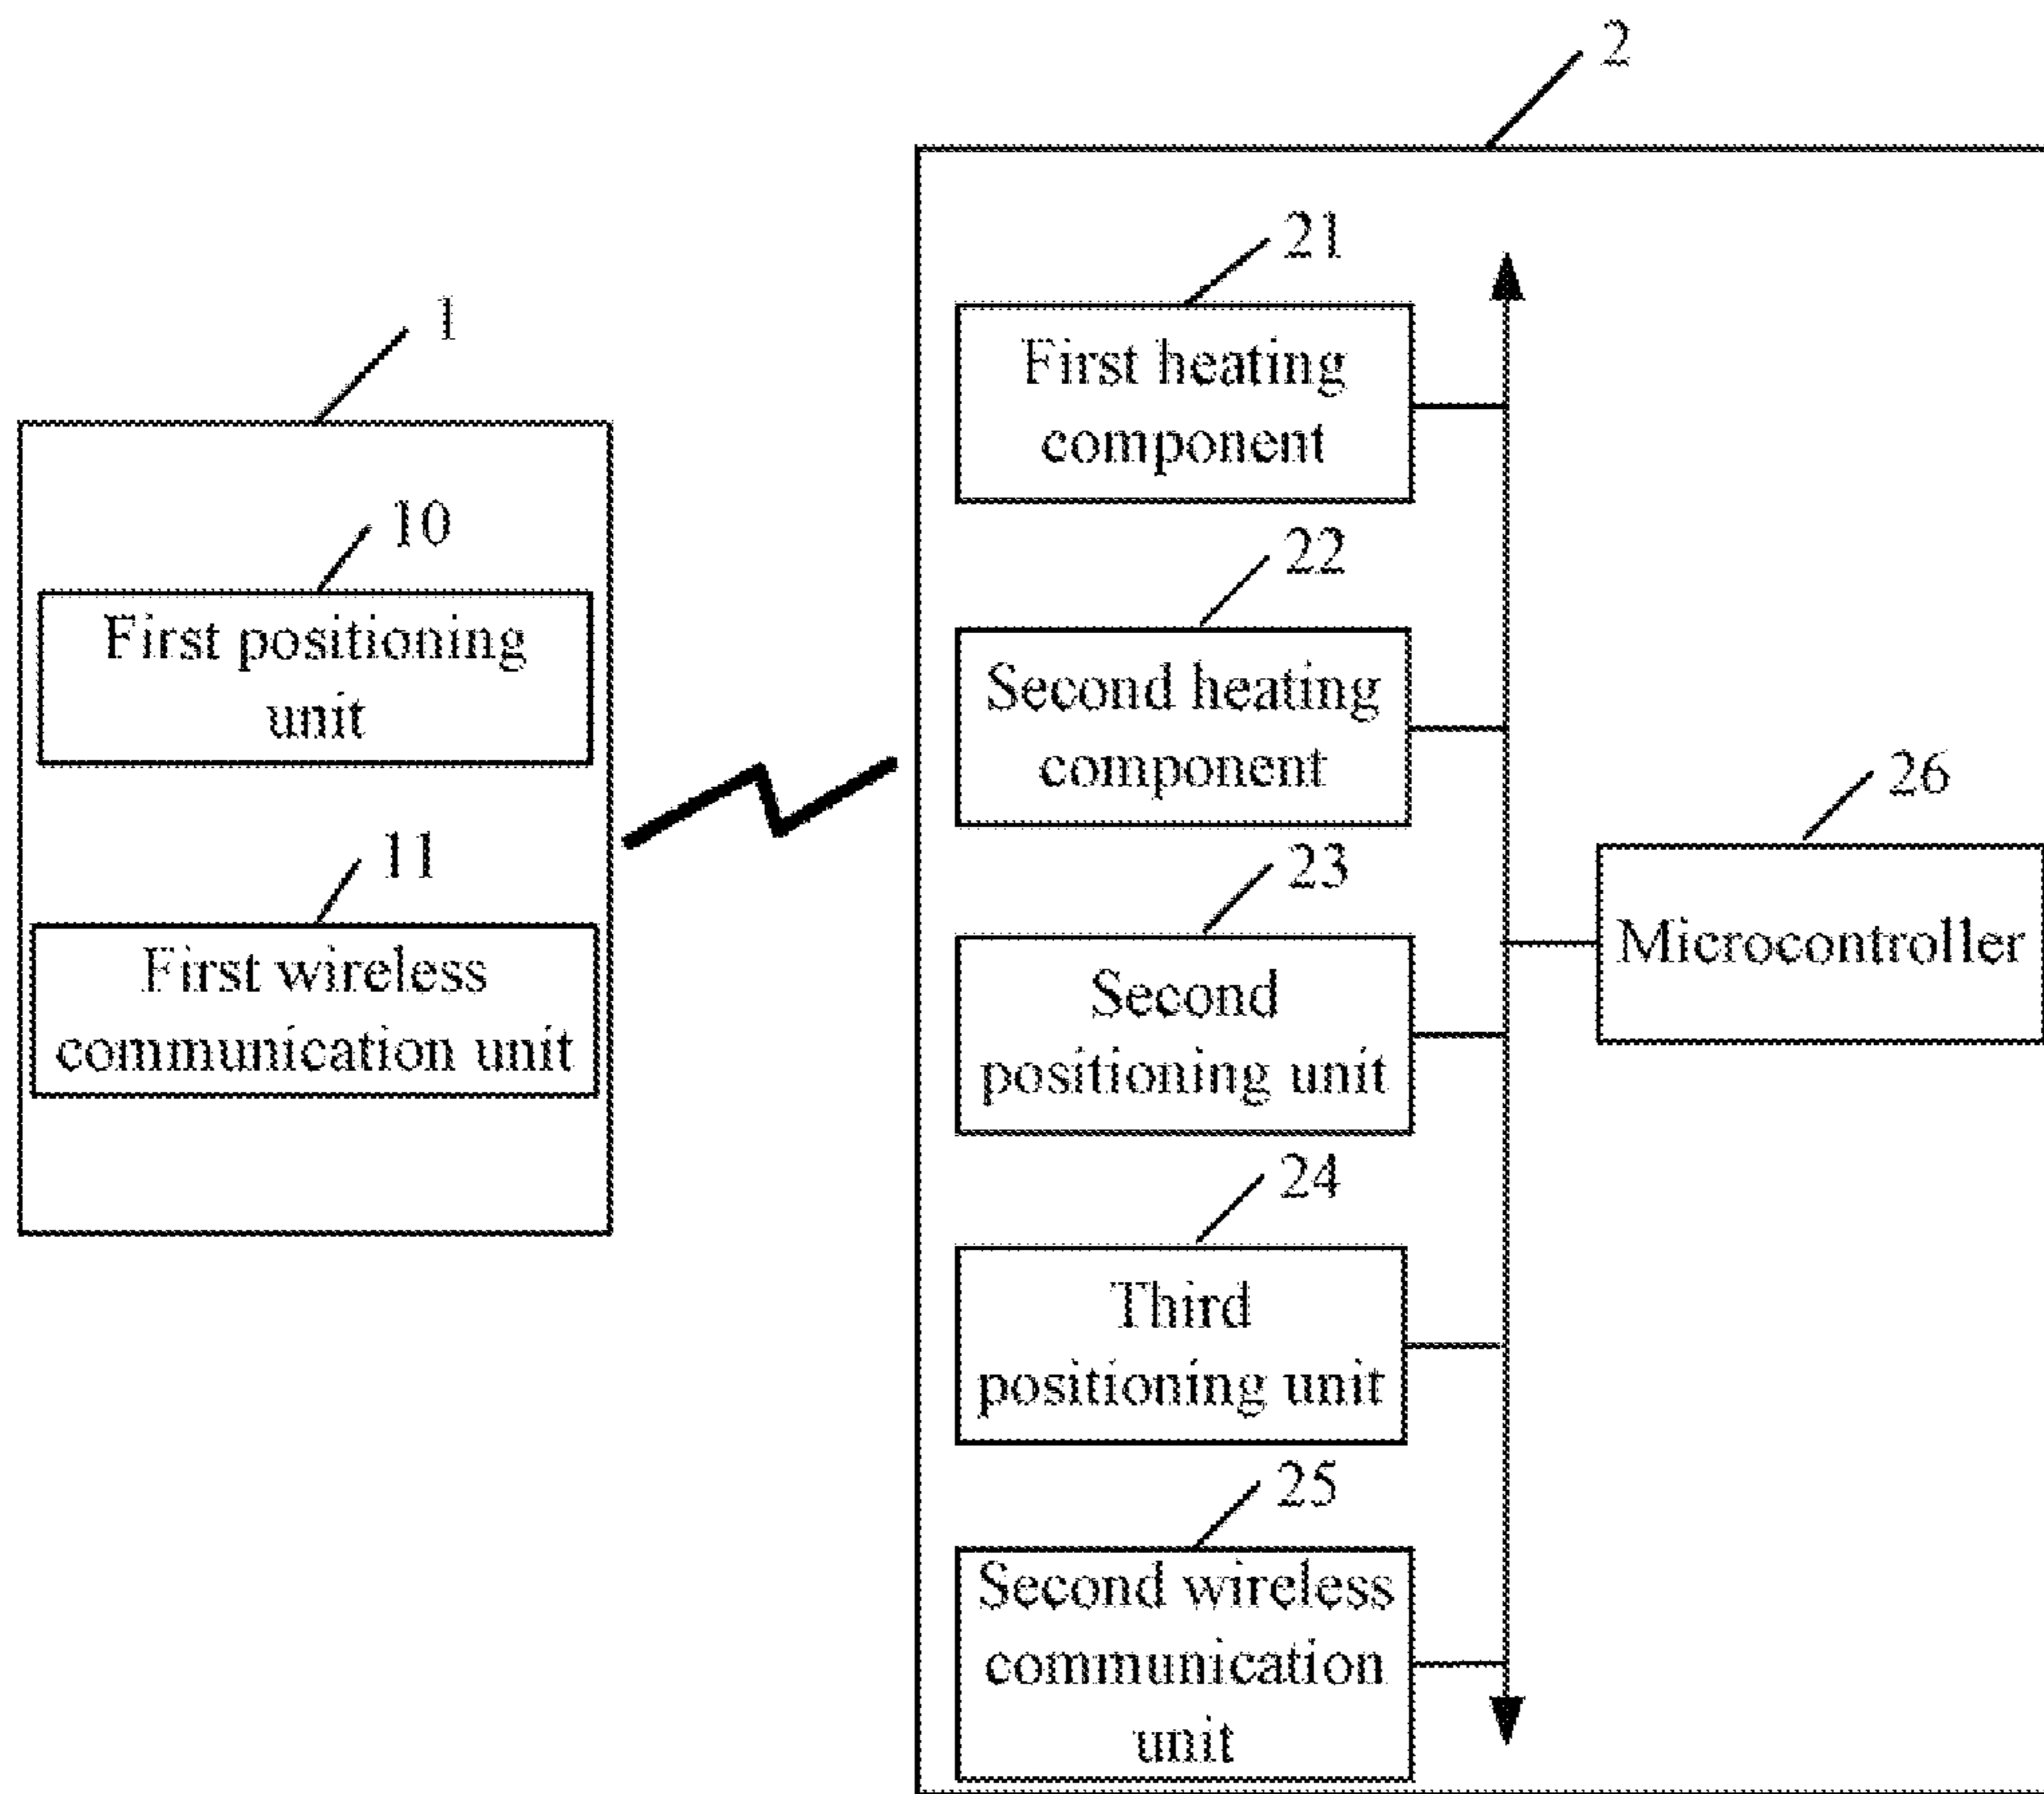 2
21
First heating
component
1
22
Second heating
component
10
First positioning
unit
26
Microcontroller
11
First wireless
communication unit
23
Second
positioning unit
24
Third
positioning unit
25
Second wireless
communication
unit